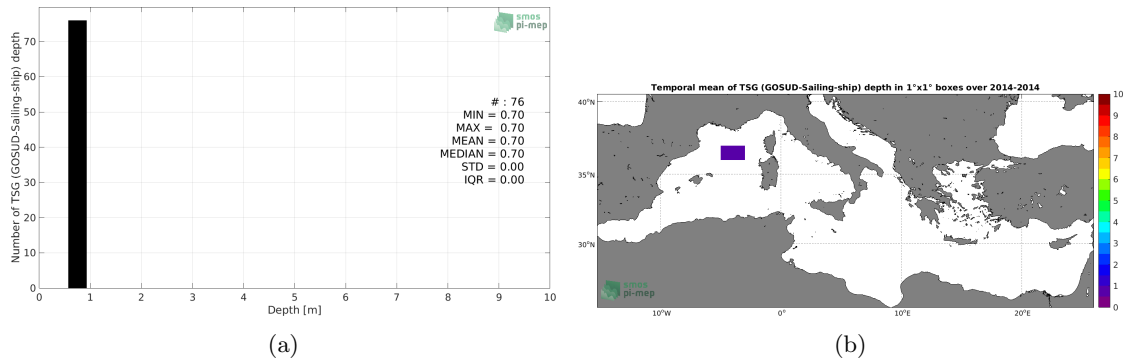 smos
pi-mep
Number of TSG (GOSUD-Sailing-ship) depth
70
60
50
40
30
20
10
0
# : 76
MIN = 0.70
MAX = 0.70
MEAN = 0.70
MEDIAN = 0.70
STD = 0.00
IQR = 0.00
0 1 2 3 4 5 6 7 8 9 10
Depth [m]
(a)
Temporal mean of TSG (GOSUD-Sailing-ship) depth in 1°x1° boxes over 2014-2014
40°N
35°N
30°N
10°W 0° 10°E 20°E
smos
pi-mep
10
9
8
7
6
5
4
3
2
1
0
(b)